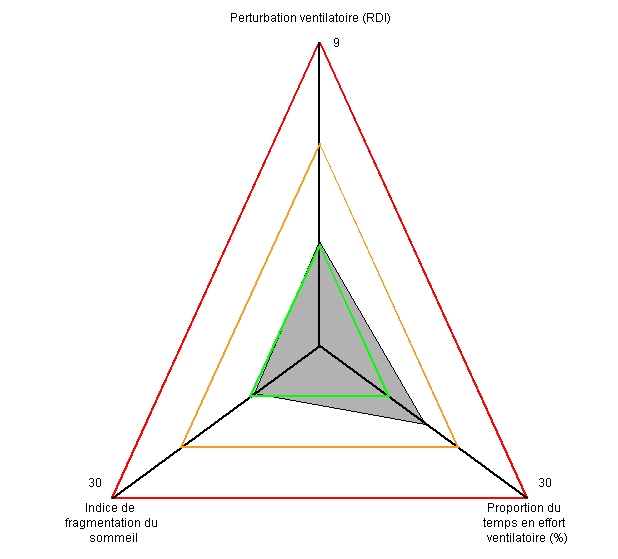 Perturbation ventilatoire (RDI)
9
30
30
Indice de
fragmentation du
sommeil
Proportion du
temps en effort
ventilatoire (%)